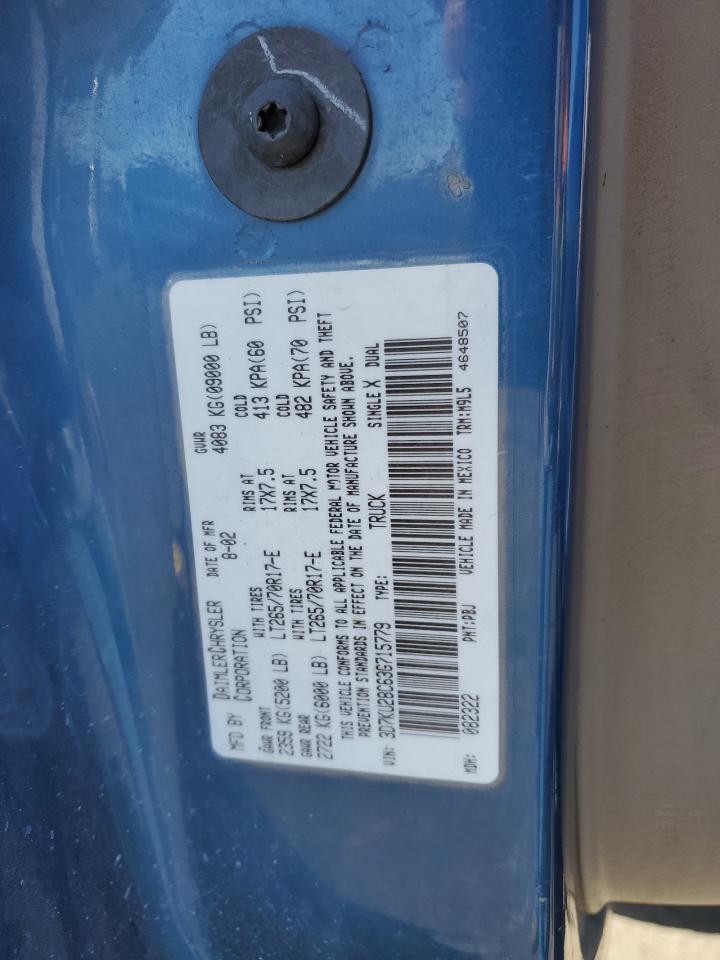 MFD BY DAIMLERCHRYSLER CORPORATION DATE OF MFR 8-02 GVWR 4083 KG(09000 LB)
GAWR FRONT WITH TIRES RIMS AT COLD
2359 KG(5200 LB) LT265/70R17-E 17X7.5 413 KPA(60 PSI)
GAWR REAR WITH TIRES RIMS AT COLD
2722 KG(6000 LB) LT265/70R17-E 17X7.5 482 KPA(70 PSI)
THIS VEHICLE CONFORMS TO ALL APPLICABLE FEDERAL MOTOR VEHICLE SAFETY AND THEFT
PREVENTION STANDARDS IN EFFECT ON THE DATE OF MANUFACTURE SHOWN ABOVE.
VIN: 3D7KU28C63G715779 TYPE: TRUCK SINGLE X DUAL
MDH: 082322 PNT:PBJ VEHICLE MADE IN MEXICO TRM:M9L5 4648507